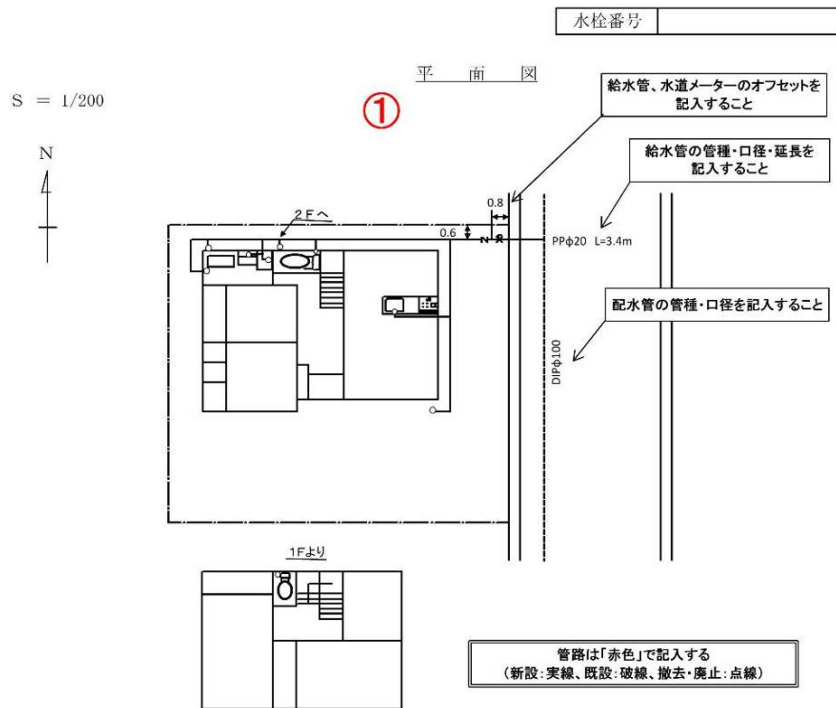 水栓番号
平 面 図
S = 1/200
①
N
給水管、水道メーターのオフセットを
記入すること
給水管の管種・口径・延長を
記入すること
0.8
2Fへ
0.6
PPφ20 L=3.4m
配水管の管種・口径を記入すること
DIPφ100
1Fより
管路は「赤色」で記入する
(新設:実線、既設:破線、撤去・廃止:点線)